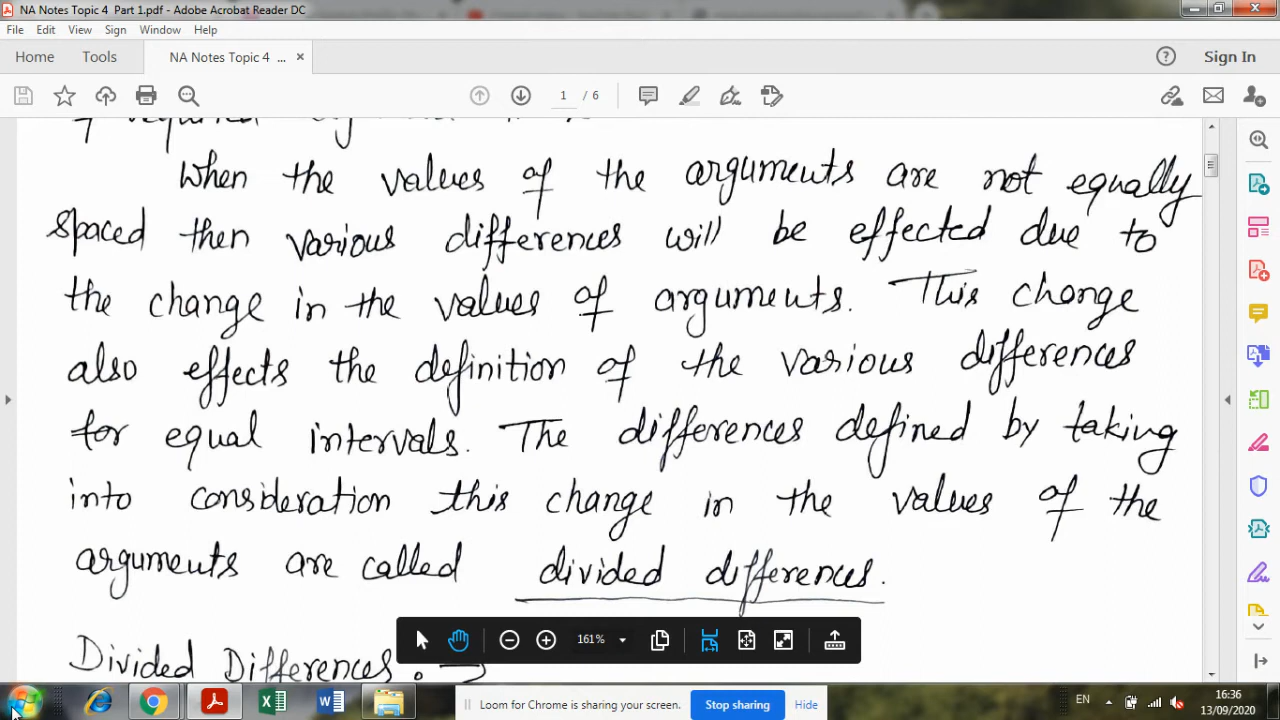 NA Notes Topic 4 Part 1.pdf - Adobe Acrobat Reader DC
File Edit View Sign Window Help
Home Tools NA Notes Topic 4 ... × Sign In
1 / 6
When the values of the arguments are not equally
spaced then various differences will be effected due to
the change in the values of arguments. This change
also effects the definition of the various differences
for equal intervals. The differences defined by taking
into consideration this change in the values of the
arguments are called divided differences.
161%
Divided Differences :→
Loom for Chrome is sharing your screen. Stop sharing Hide
EN 16:36
13/09/2020